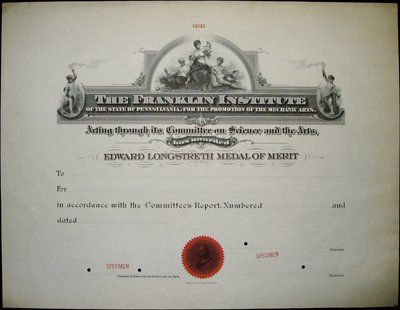 THE FRANKLIN INSTITUTE
OF THE STATE OF PENNSYLVANIA, FOR THE PROMOTION OF THE MECHANIC ARTS,
Acting through its Committee on Science and the Arts,
has awarded
EDWARD LONGSTRETH MEDAL OF MERIT
To
For
in accordance with the Committee's Report, Numbered and
dated
PRESIDENT
SPECIMEN SPECIMEN
SECRETARY